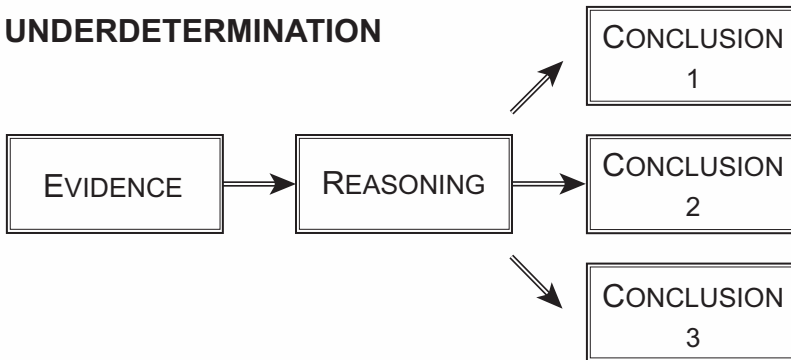 UNDERDETERMINATION
EVIDENCE
REASONING
CONCLUSION
1
CONCLUSION
2
CONCLUSION
3